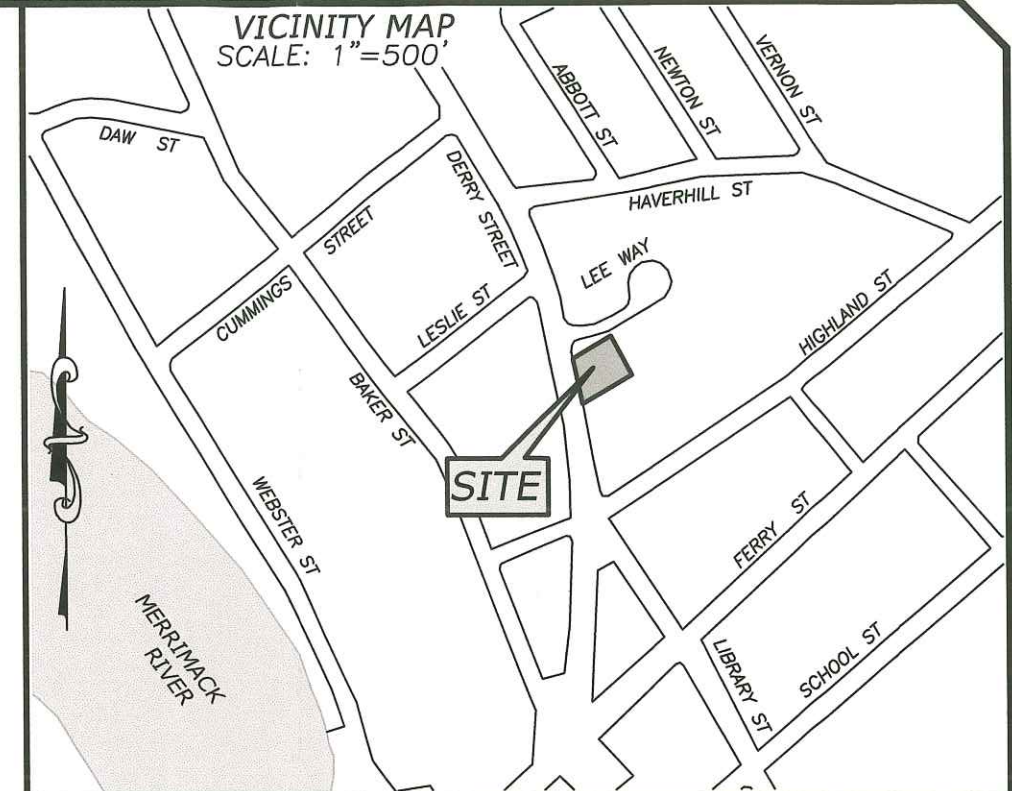 VICINITY MAP
SCALE: 1"=500'
DAW ST
ABBOTT ST
NEWTON ST
VERNON ST
DERRY STREET
HAVERHILL ST
CUMMINGS STREET
LESLIE ST
LEE WAY
HIGHLAND ST
BAKER ST
SITE
WEBSTER ST
FERRY ST
MERRIMACK
RIVER
LIBRARY ST
SCHOOL ST